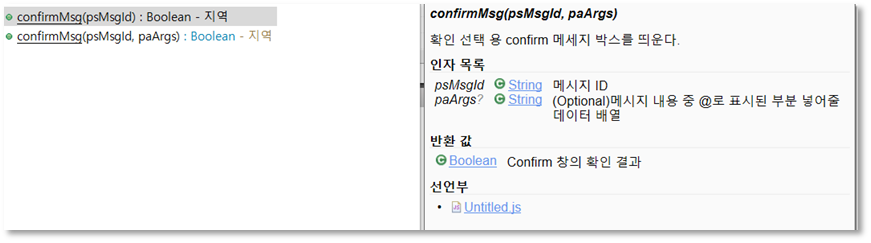 confirmMsg(psMsgId) : Boolean - 지역
confirmMsg(psMsgId, paArgs) : Boolean - 지역
confirmMsg(psMsgId, paArgs)
확인 선택 용 confirm 메세지 박스를 띄운다.
인자 목록
psMsgId String 메시지 ID
paArgs? String (Optional)메시지 내용 중 @로 표시된 부분 넣어줄
데이터 배열
반환 값
Boolean Confirm 창의 확인 결과
선언부
• Untitled.js